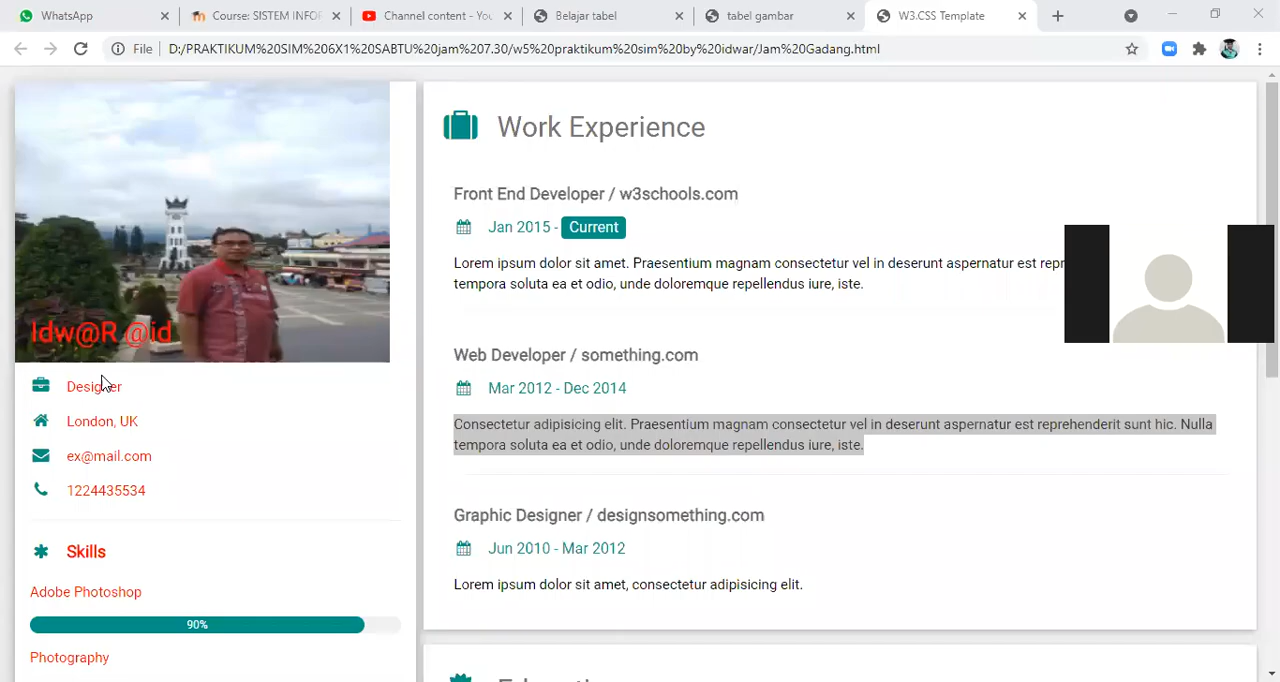 WhatsApp
Course: SISTEM INFOR
Channel content - You
Belajar tabel
tabel gambar
W3.CSS Template
File
D:/PRAKTIKUM%20SIM%206X1%20SABTU%20jam%207.30/w5%20praktikum%20sim%20by%20idwar/Jam%20Gadang.html
Idw@R @id
Designer
London, UK
ex@mail.com
1224435534
Skills
Adobe Photoshop
90%
Photography
Work Experience
Front End Developer / w3schools.com
Jan 2015 - Current
Lorem ipsum dolor sit amet. Praesentium magnam consectetur vel in deserunt aspernatur est repr
tempora soluta ea et odio, unde doloremque repellendus iure, iste.
Web Developer / something.com
Mar 2012 - Dec 2014
Consectetur adipisicing elit. Praesentium magnam consectetur vel in deserunt aspernatur est reprehenderit sunt hic. Nulla
tempora soluta ea et odio, unde doloremque repellendus iure, iste.
Graphic Designer / designsomething.com
Jun 2010 - Mar 2012
Lorem ipsum dolor sit amet, consectetur adipisicing elit.